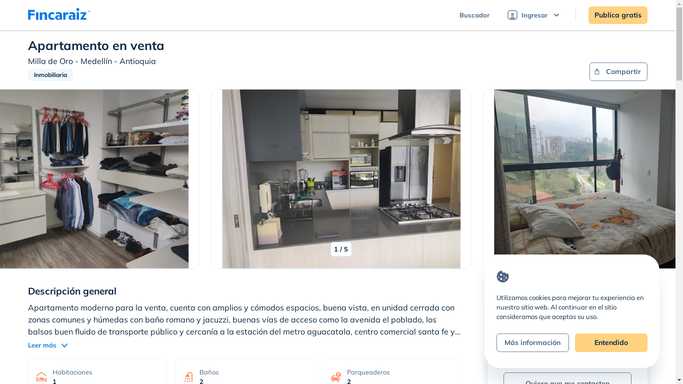 Fincaraiz
Buscador
Ingresar
Publica gratis
Apartamento en venta
Milla de Oro - Medellín - Antioquia
Inmobiliaria
Compartir
1 / 5
Descripción general
Apartamento moderno para la venta, cuenta con amplios y cómodos espacios, buena vista, en unidad cerrada con
zonas comunes y húmedas con baño romano y jacuzzi, buenas vías de acceso como la avenida el poblado, los
balsos buen fluido de transporte público y cercanía a la estación del metro aguacatala, centro comercial santa fe y...
Leer más
Habitaciones
1
Baños
2
Parqueaderos
2
Utilizamos cookies para mejorar tu experiencia en
nuestro sitio web. Al continuar en el sitio
consideramos que aceptas su uso.
Más información
Entendido
Quiero que me contacten